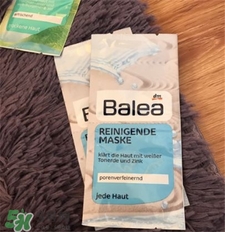 Balea
REINIGENDE
MASKE
klärt die Haut mit weißer
Tonerde und Zink
porenverfeinernd
jede Haut